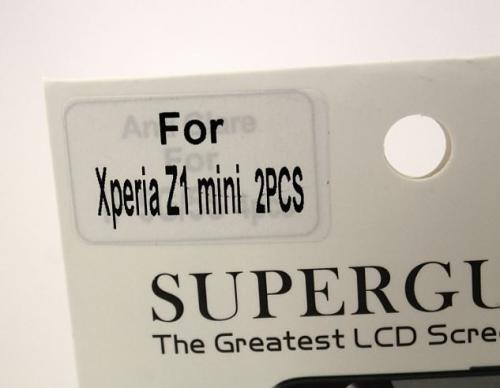 For
Xperia Z1 mini 2PCS
SUPERGU
The Greatest LCD Scre